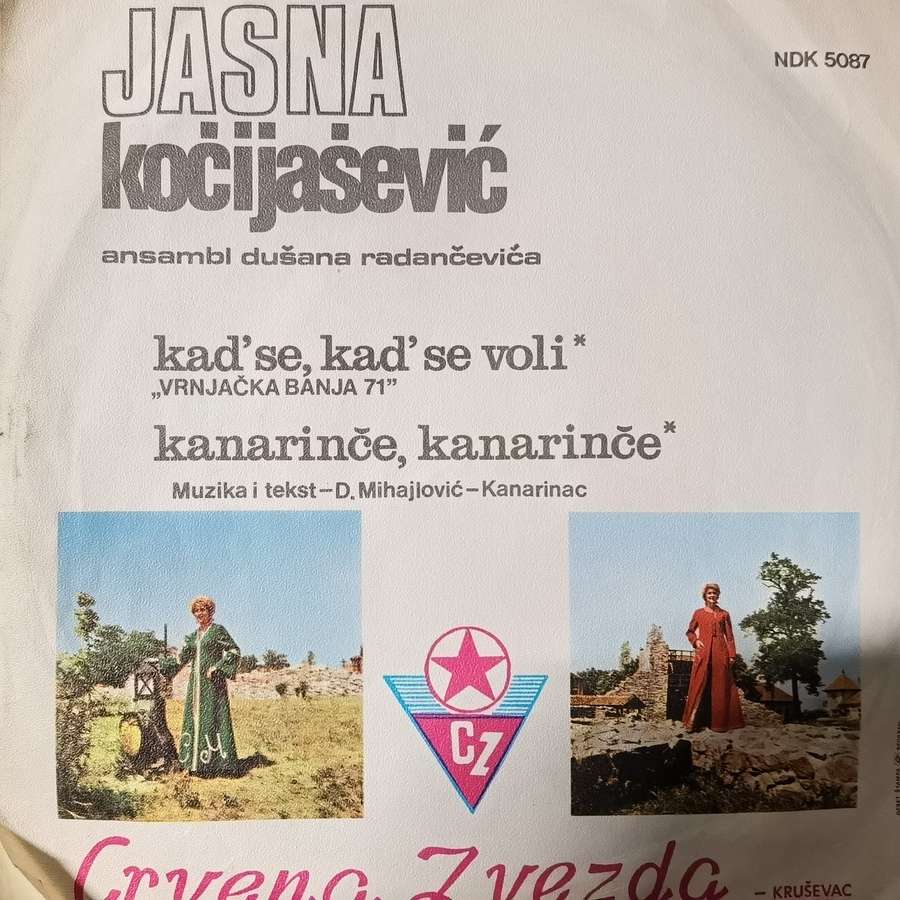 JASNA
NDK 5087
kočijašević
ansambl dušana radančevića
kad'se, kad'se voli*
„VRNJAČKA BANJA 71"
kanarinče, kanarinče*
Muzika i tekst–D. Mihajlović–Kanarinac
CZ
Crvena Zvezda
– KRUŠEVAC